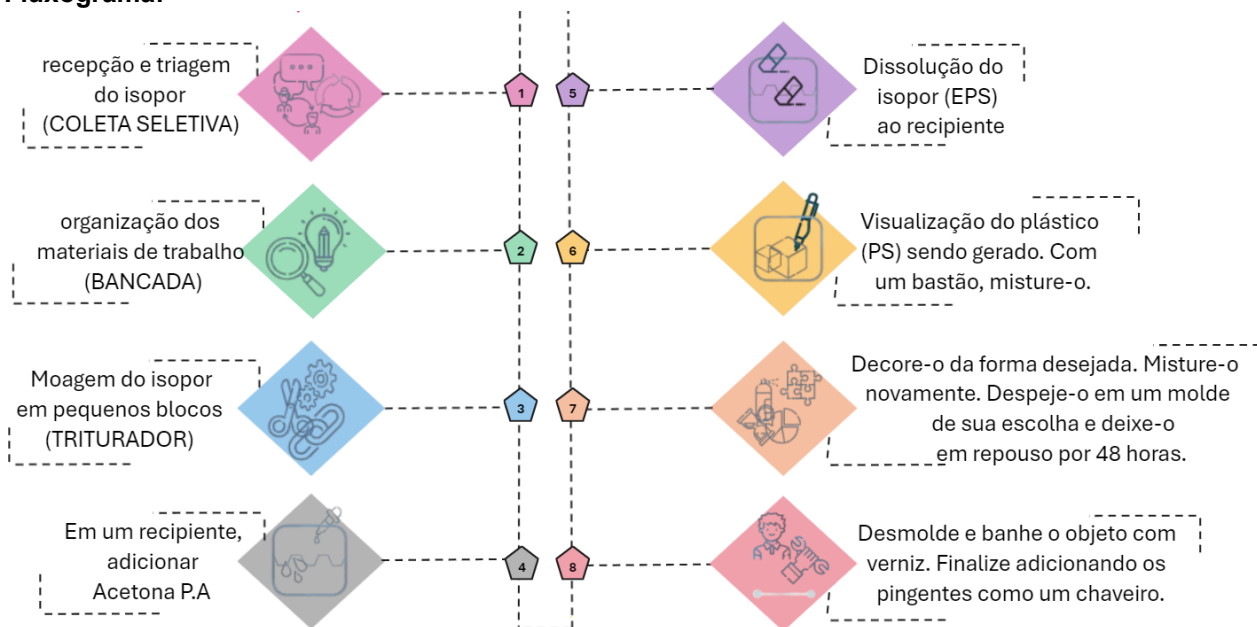 Fluxograma:
recepção e triagem
do isopor
(COLETA SELETIVA)
1
organização dos
materiais de trabalho
(BANCADA)
2
Moagem do isopor
em pequenos blocos
(TRITURADOR)
3
Em um recipiente,
adicionar
Acetona P.A
4
5
Dissolução do
isopor (EPS)
ao recipiente
6
Visualização do plástico
(PS) sendo gerado. Com
um bastão, misture-o.
7
Decore-o da forma desejada. Misture-o
novamente. Despeje-o em um molde
de sua escolha e deixe-o
em repouso por 48 horas.
8
Desmolde e banhe o objeto com
verniz. Finalize adicionando os
pingentes como um chaveiro.